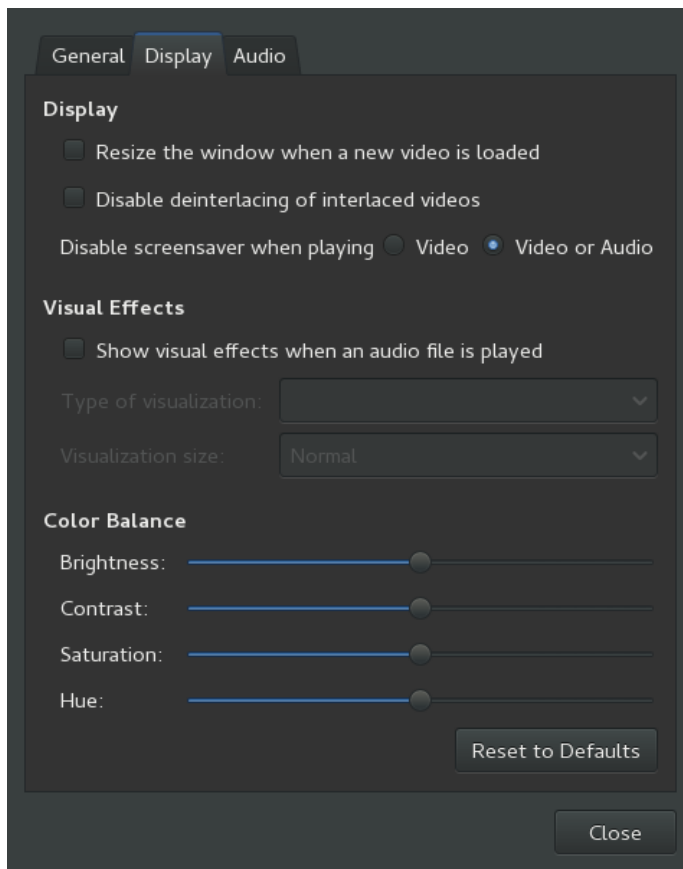 General Display Audio
Display
Resize the window when a new video is loaded
Disable deinterlacing of interlaced videos
Disable screensaver when playing Video Video or Audio
Visual Effects
Show visual effects when an audio file is played
Type of visualization:
Visualization size: Normal
Color Balance
Brightness:
Contrast:
Saturation:
Hue:
Reset to Defaults
Close